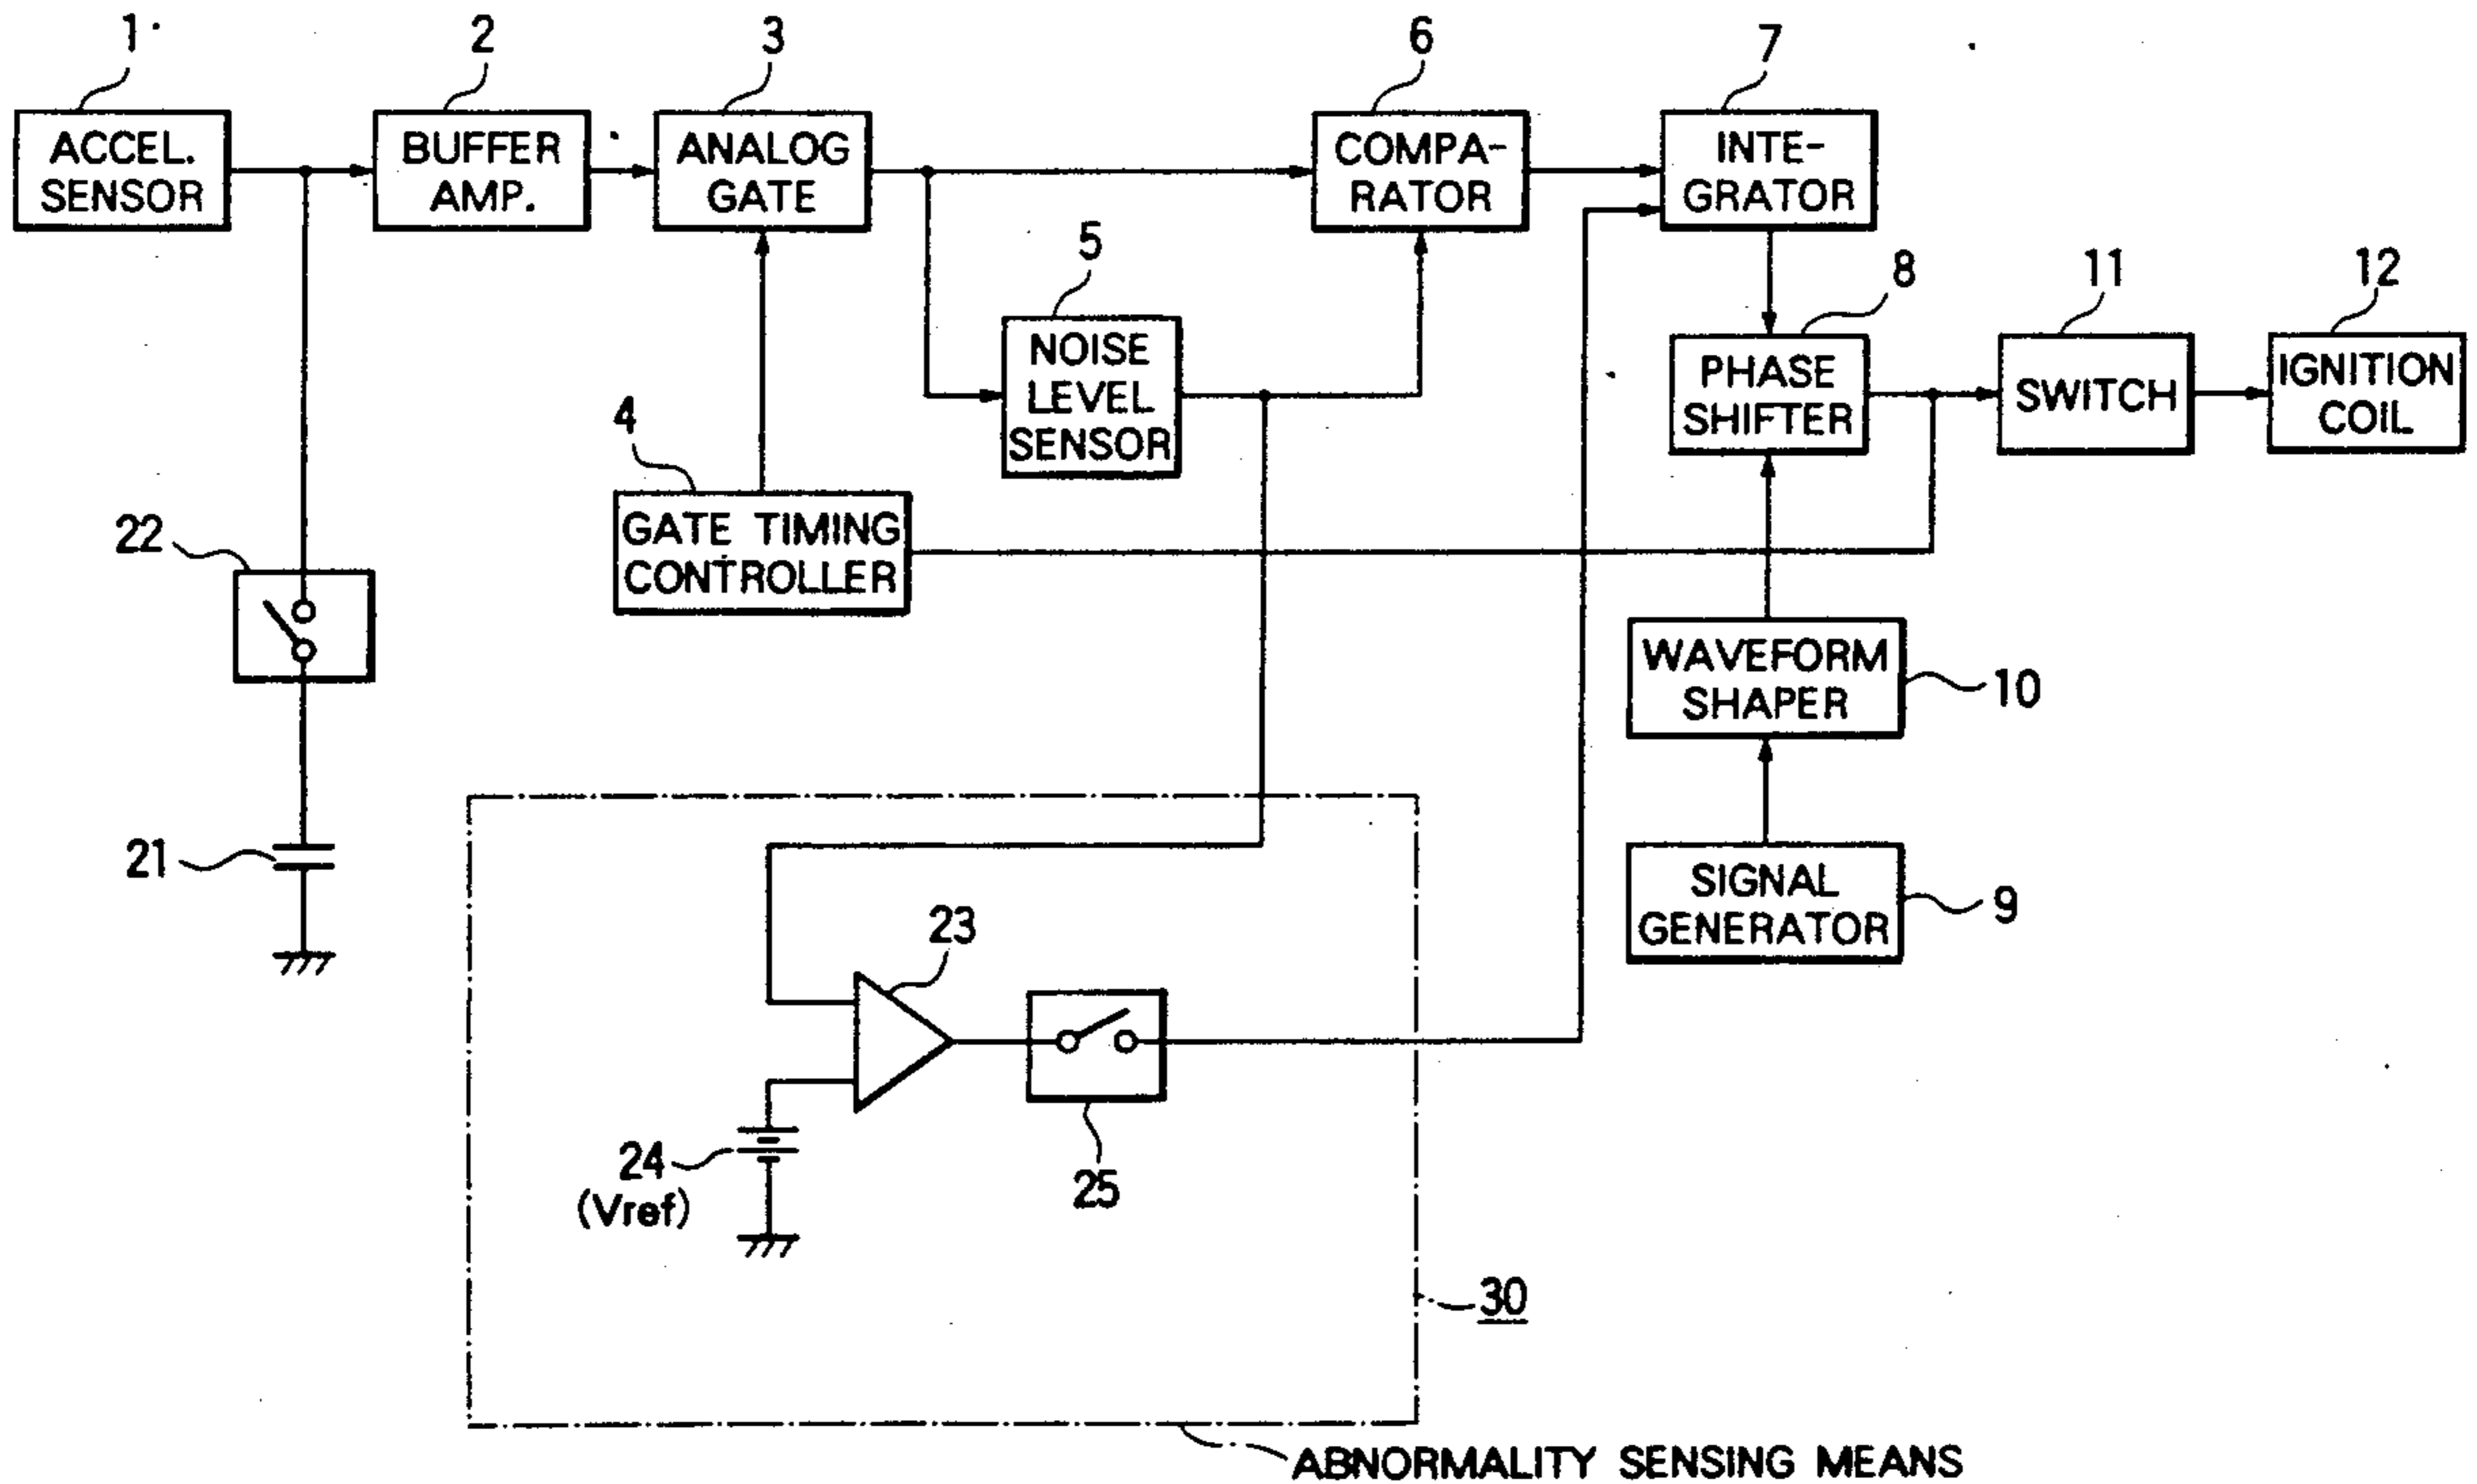 1
2
3
6
7
ACCEL.
SENSOR
BUFFER
AMP.
ANALOG
GATE
COMPA-
RATOR
INTE-
GRATOR
5
8
11
12
NOISE
LEVEL
SENSOR
PHASE
SHIFTER
SWITCH
IGNITION
COIL
4
GATE TIMING
CONTROLLER
22
WAVEFORM
SHAPER
10
21
SIGNAL
GENERATOR
9
23
24
(Vref)
25
30
ABNORMALITY SENSING MEANS